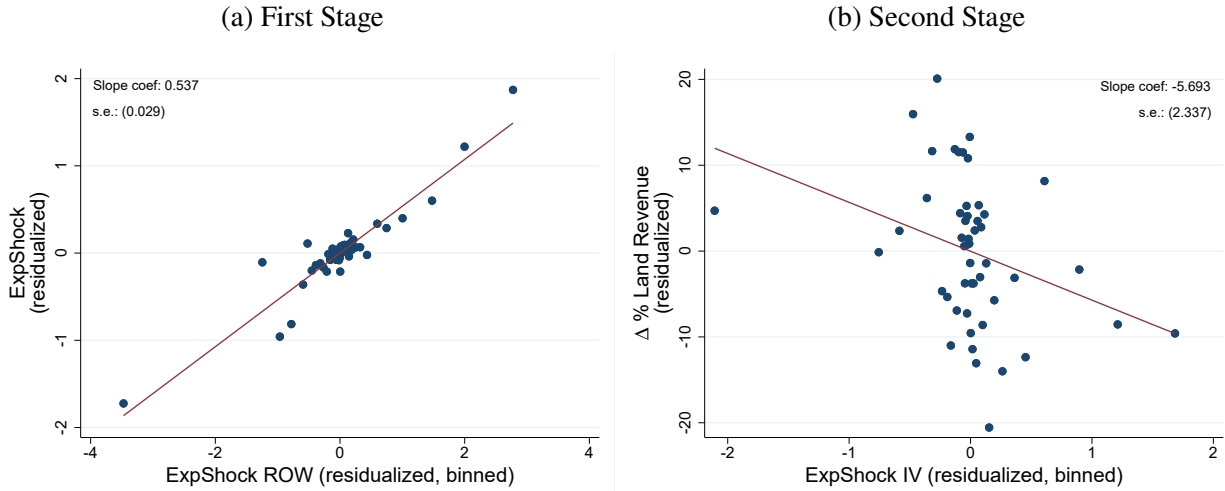 (a) First Stage
Slope coef: 0.537
s.e.: (0.029)
ExpShock
(residualized)
2
1
0
-1
-2
-4
-2
0
2
4
ExpShock ROW (residualized, binned)
(b) Second Stage
Slope coef: -5.693
s.e.: (2.337)
Δ % Land Revenue
(residualized)
20
10
0
-10
-20
-2
-1
0
1
2
ExpShock IV (residualized, binned)